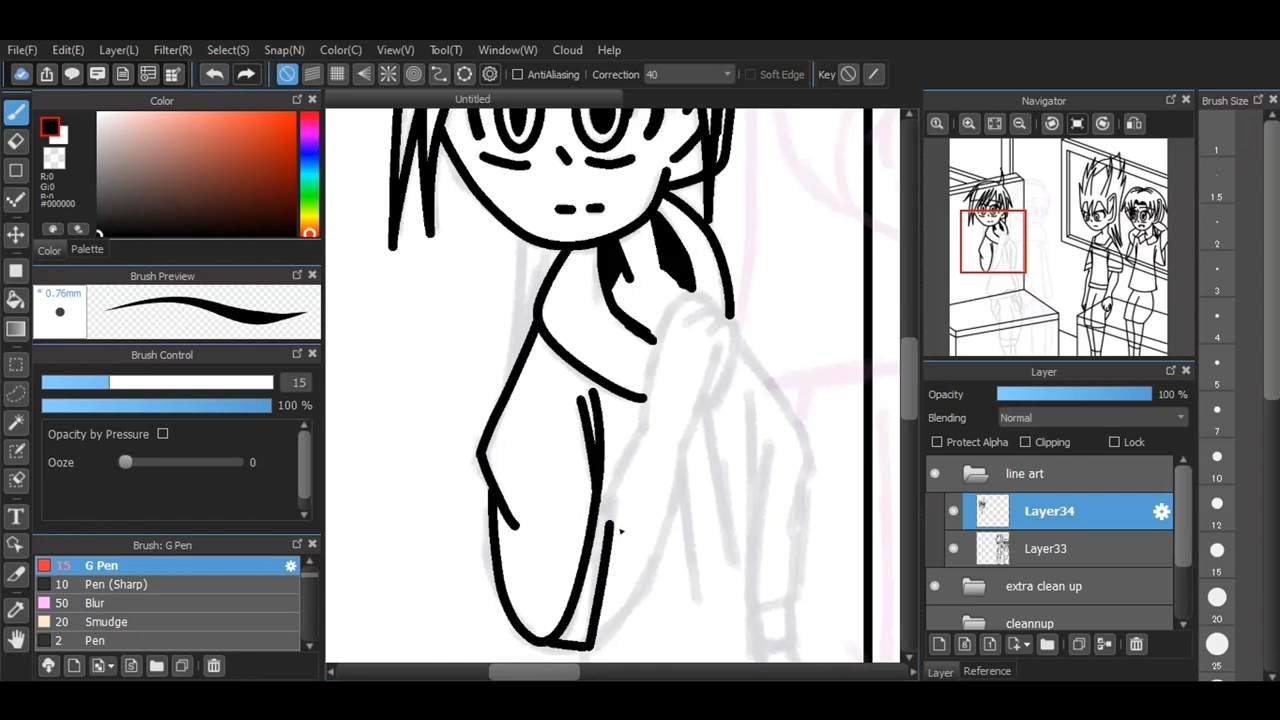 File(F) Edit(E) Layer(L) Filter(R) Select(S) Snap(N) Color(C) View(V) Tool(T) Window(W) Cloud Help
AntiAliasing Correction 40 Soft Edge Key
Color
R:0
G:0
B:0
#000000
Color Palette
Brush Preview
* 0.76mm
Brush Control
15
100 %
Opacity by Pressure
Ooze 0
Brush: G Pen
15 G Pen
10 Pen (Sharp)
50 Blur
20 Smudge
2 Pen
Untitled
Navigator
Layer
Opacity 100 %
Blending Normal
Protect Alpha Clipping Lock
line art
Layer34
Layer33
extra clean up
cleannup
Layer Reference
Brush Size
1
1.5
2
3
4
5
7
10
12
15
20
25